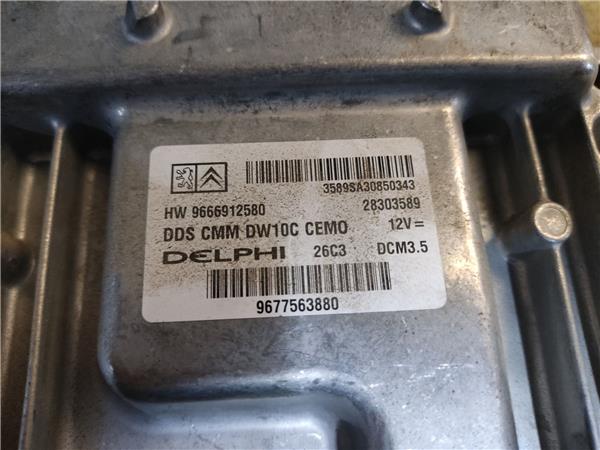 3589SA30850343
HW 9666912580 28303589
DDS CMM DW10C CEMO 12V=
DELPHI 26C3 DCM3.5
9677563880